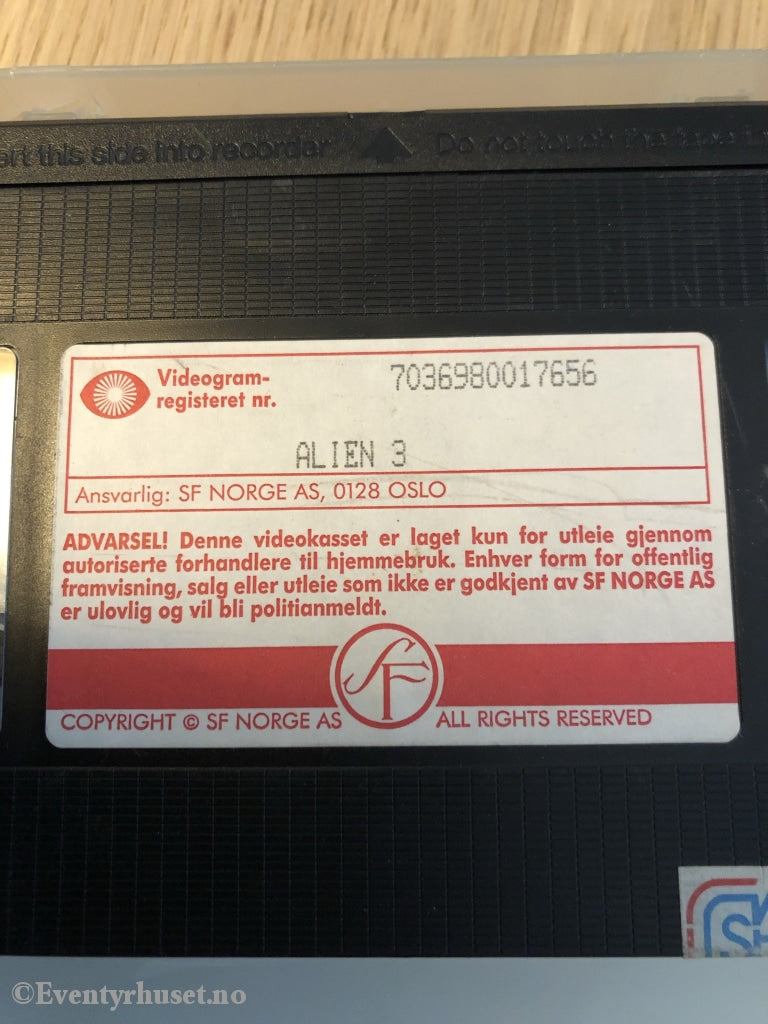 this side into recorder Do not touch the tape
Videogram-
registeret nr.
7036980017656
ALIEN 3
Ansvarlig: SF NORGE AS, 0128 OSLO
ADVARSEL! Denne videokasset er laget kun for utleie gjennom
autoriserte forhandlere til hjemmebruk. Enhver form for offentlig
framvisning, salg eller utleie som ikke er godkjent av SF NORGE AS
er ulovlig og vil bli politianmeldt.
SF
COPYRIGHT © SF NORGE AS ALL RIGHTS RESERVED
©Eventyrhuset.no